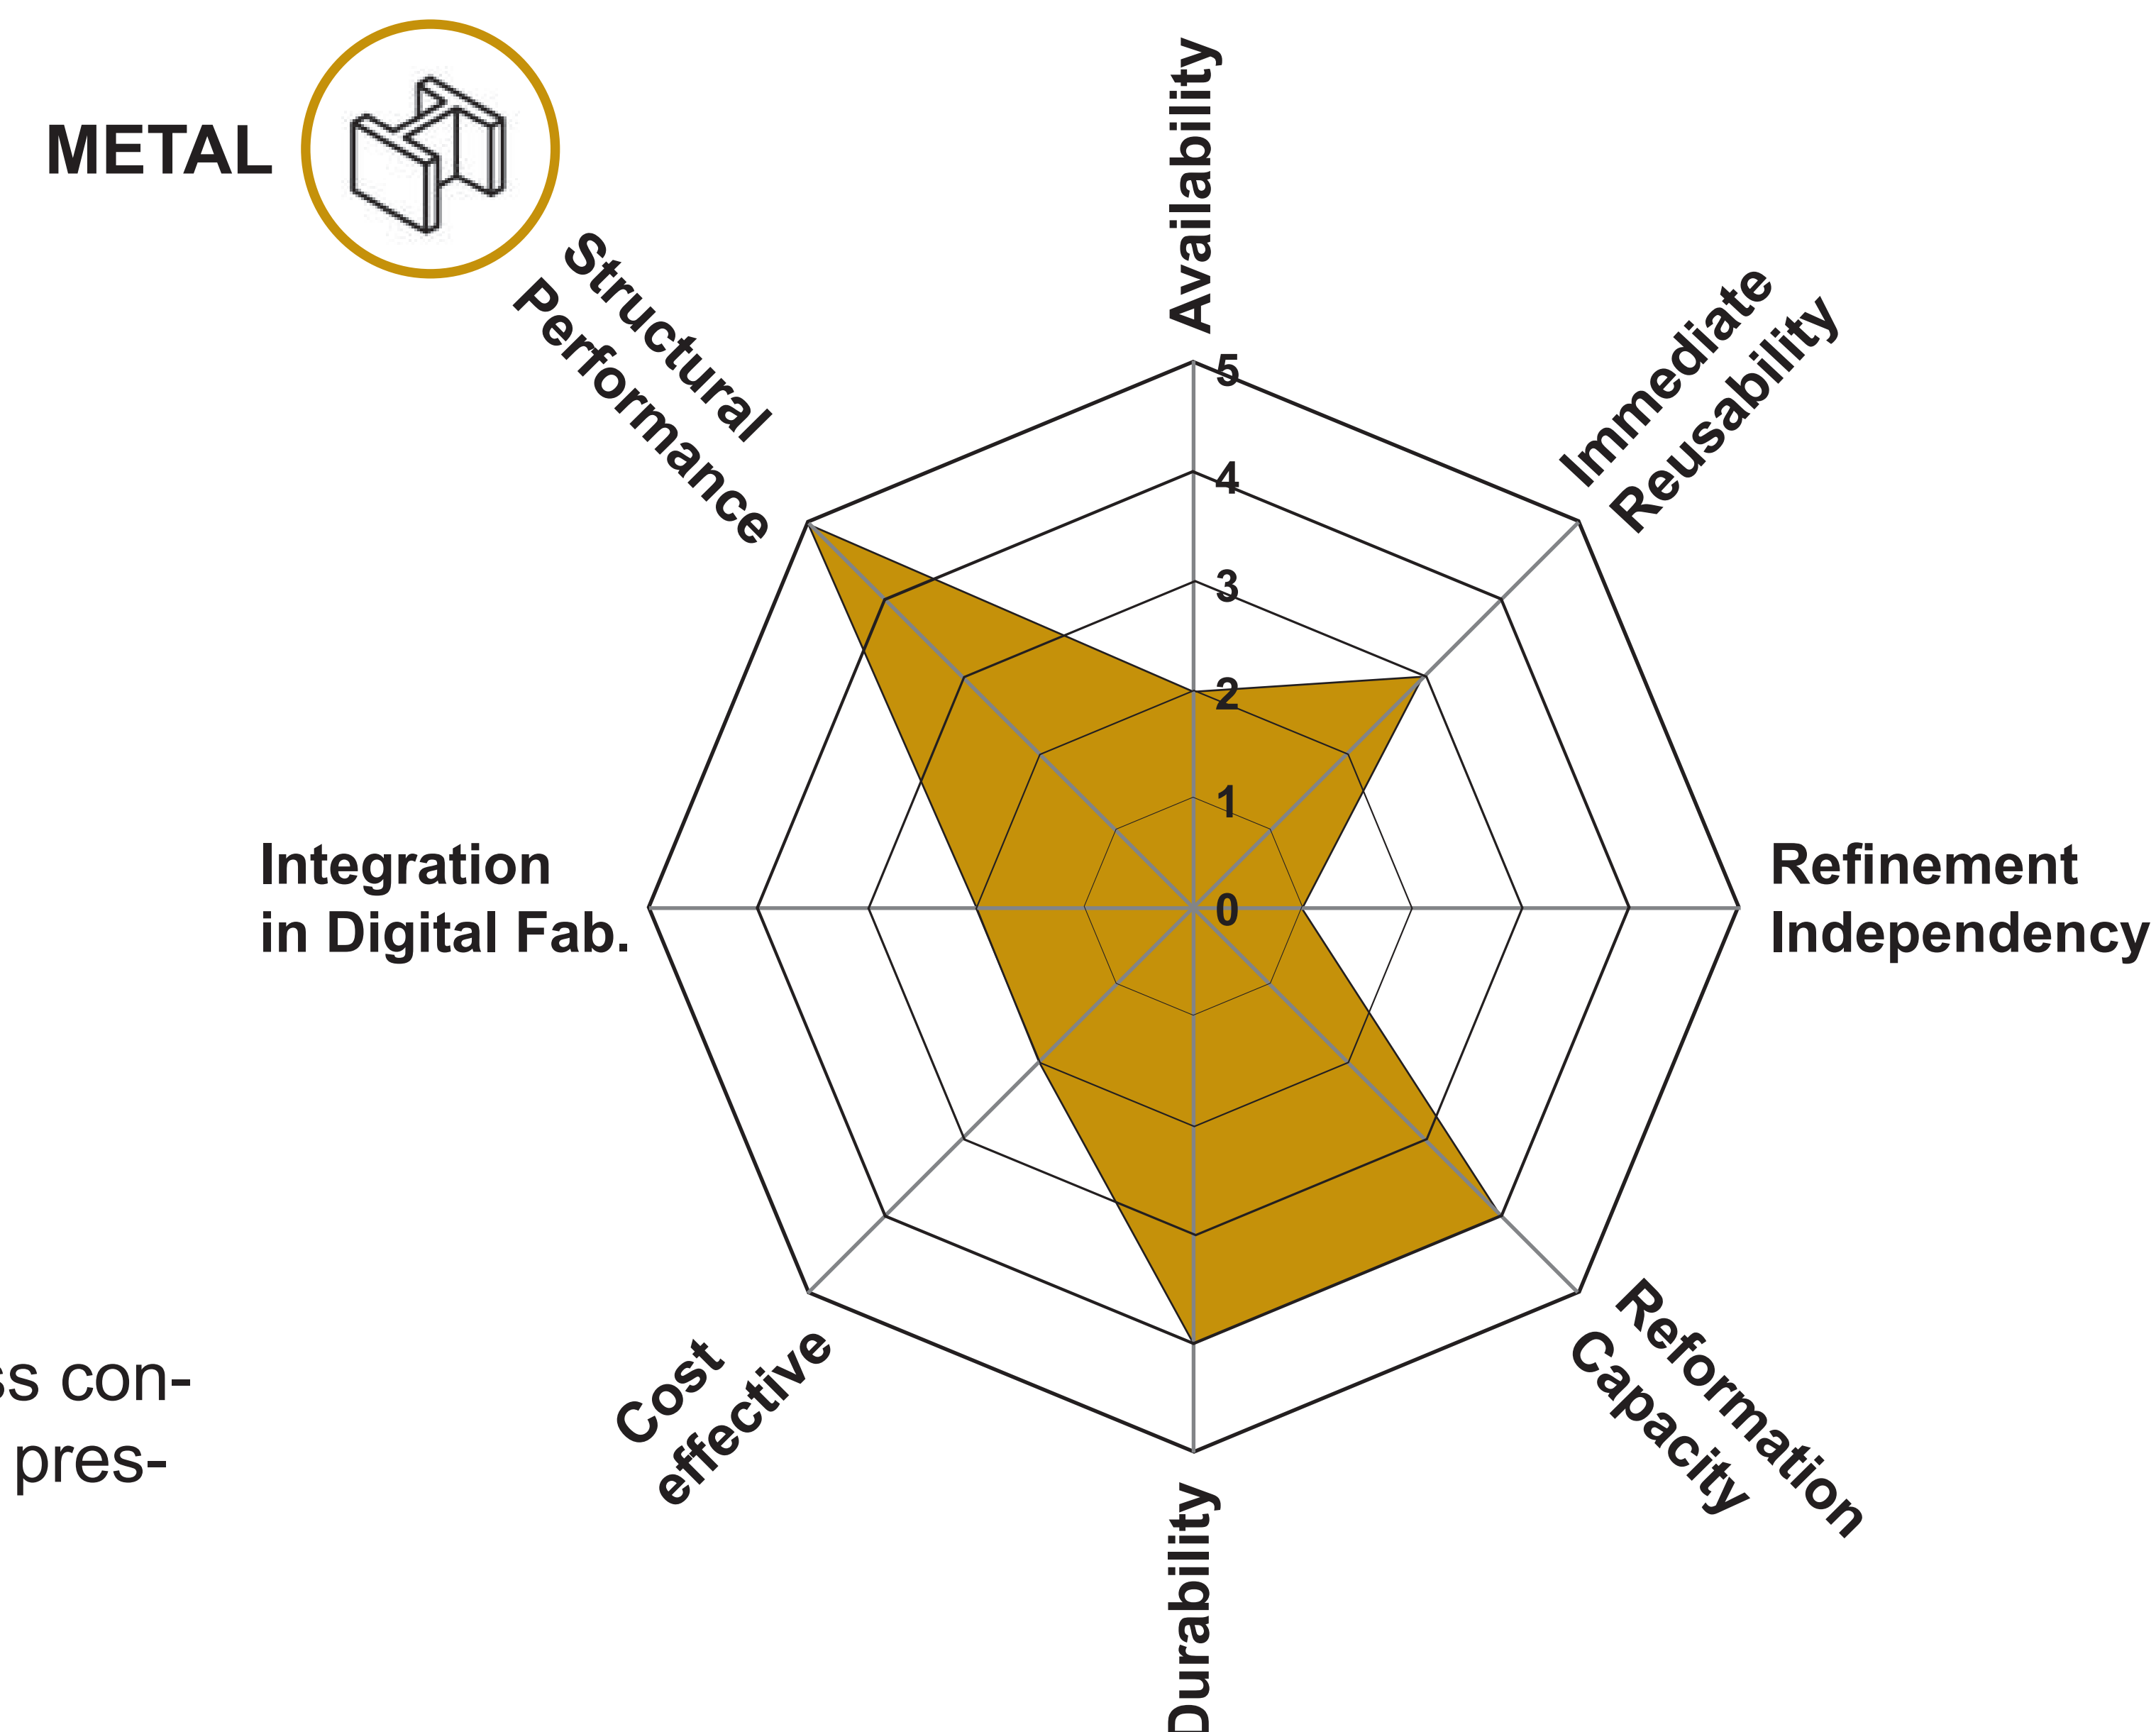 METAL
Availability
Structural
Performance
Immediate
Reusability
5
4
3
2
1
0
Integration
in Digital Fab.
Refinement
Independency
Cost
effective
Reformation
Capacity
Durability
ss con-
pres-